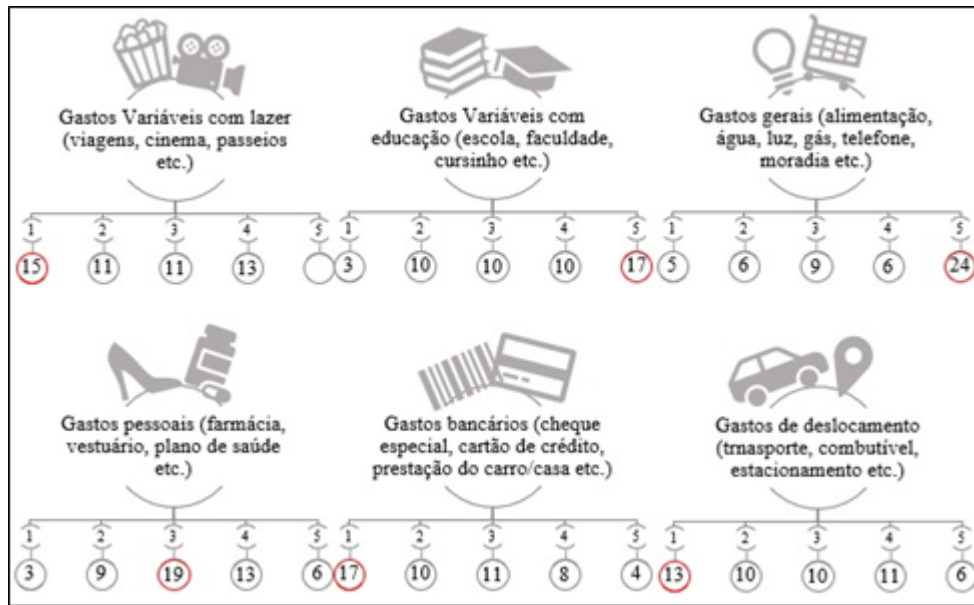 Gastos Variáveis com lazer
(viagens, cinema, passeios
etc.)
1 2 3 4 5
15 11 11 13
Gastos Variáveis com
educação (escola, faculdade,
cursinho etc.)
1 2 3 4 5
3 10 10 10 17
Gastos gerais (alimentação,
água, luz, gás, telefone,
moradia etc.)
1 2 3 4 5
5 6 9 6 24
Gastos pessoais (farmácia,
vestuário, plano de saúde
etc.)
1 2 3 4 5
3 9 19 13 6
Gastos bancários (cheque
especial, cartão de crédito,
prestação do carro/casa etc.)
1 2 3 4 5
17 10 11 8 4
Gastos de deslocamento
(trnasporte, combutível,
estacionamento etc.)
1 2 3 4 5
13 10 10 11 6